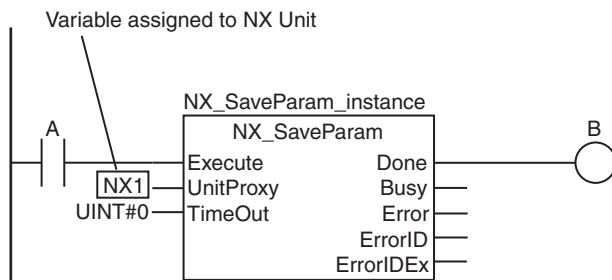 Variable assigned to NX Unit
NX_SaveParam_instance
A
NX_SaveParam
B
Execute
Done
NX1
UnitProxy
Busy
UINT#0
TimeOut
Error
ErrorID
ErrorIDEx